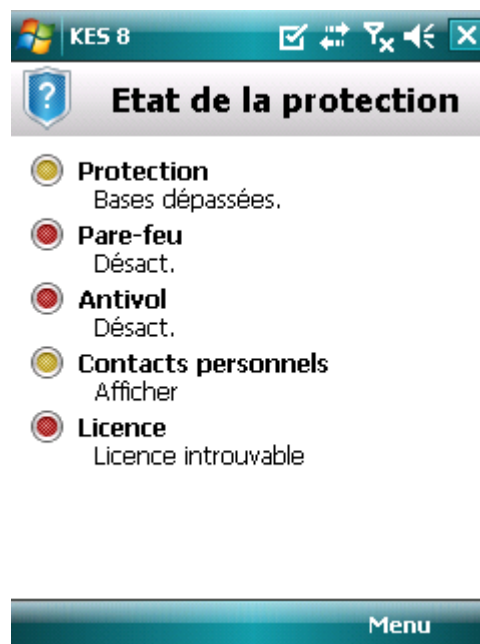 KES 8
Etat de la protection
Protection
Bases dépassées.
Pare-feu
Désact.
Antivol
Désact.
Contacts personnels
Afficher
Licence
Licence introuvable
Menu